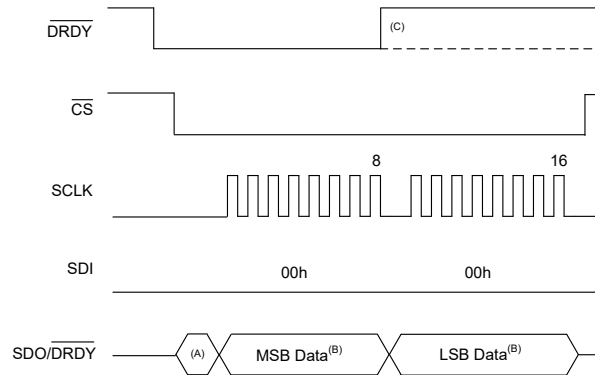 DRDY
(C)
CS
8 16
SCLK
00h 00h
SDI
SDO/DRDY (A) MSB Data(B) LSB Data(B)